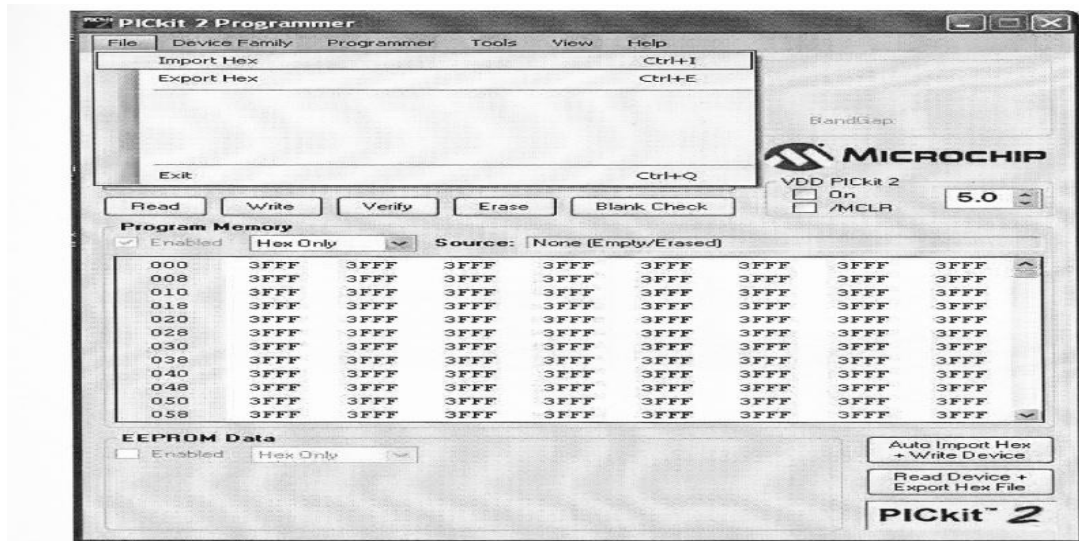 PICkit 2 Programmer
File Device Family Programmer Tools View Help
Import Hex Ctrl+I
Export Hex Ctrl+E
BandGap:
MICROCHIP
Exit Ctrl+Q
VDD PICkit 2
On
/MCLR
5.0
Read Write Verify Erase Blank Check
Program Memory
Enabled Hex Only Source: None (Empty/Erased)
000 3FFF 3FFF 3FFF 3FFF 3FFF 3FFF 3FFF 3FFF
008 3FFF 3FFF 3FFF 3FFF 3FFF 3FFF 3FFF 3FFF
010 3FFF 3FFF 3FFF 3FFF 3FFF 3FFF 3FFF 3FFF
018 3FFF 3FFF 3FFF 3FFF 3FFF 3FFF 3FFF 3FFF
020 3FFF 3FFF 3FFF 3FFF 3FFF 3FFF 3FFF 3FFF
028 3FFF 3FFF 3FFF 3FFF 3FFF 3FFF 3FFF 3FFF
030 3FFF 3FFF 3FFF 3FFF 3FFF 3FFF 3FFF 3FFF
038 3FFF 3FFF 3FFF 3FFF 3FFF 3FFF 3FFF 3FFF
040 3FFF 3FFF 3FFF 3FFF 3FFF 3FFF 3FFF 3FFF
048 3FFF 3FFF 3FFF 3FFF 3FFF 3FFF 3FFF 3FFF
050 3FFF 3FFF 3FFF 3FFF 3FFF 3FFF 3FFF 3FFF
058 3FFF 3FFF 3FFF 3FFF 3FFF 3FFF 3FFF 3FFF
EEPROM Data
Enabled Hex Only
Auto Import Hex
+ Write Device
Read Device +
Export Hex File
PICkit™ 2